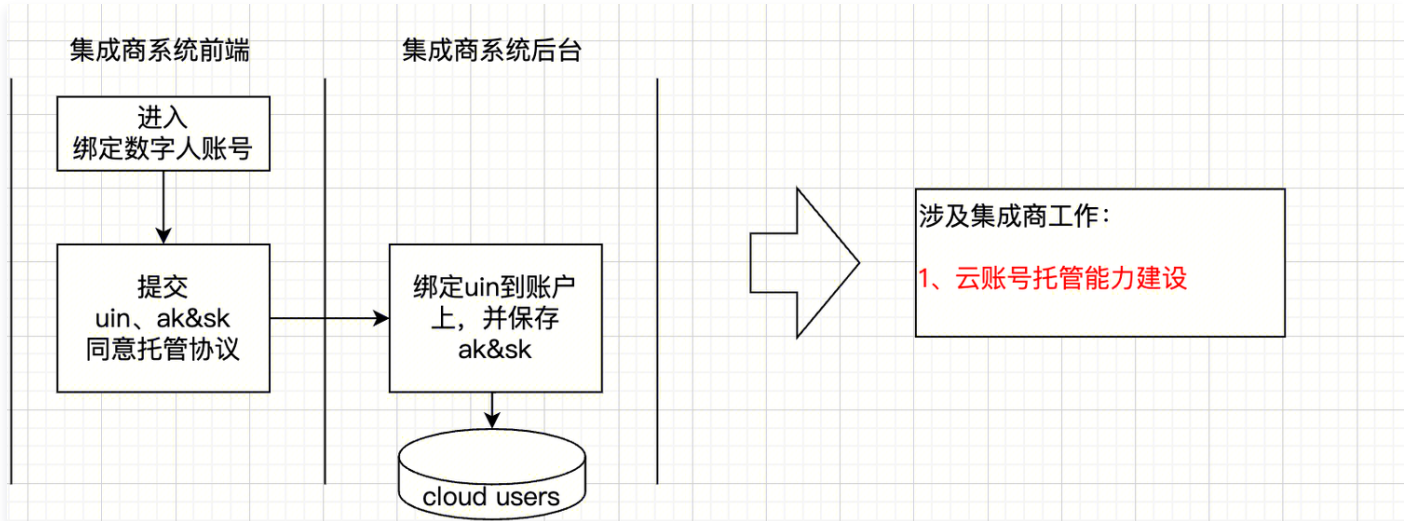 集成商系统前端
集成商系统后台
进入
绑定数字人账号
提交
uin、ak&sk
同意托管协议
绑定uin到账户
上，并保存
ak&sk
cloud users
涉及集成商工作：
1、云账号托管能力建设